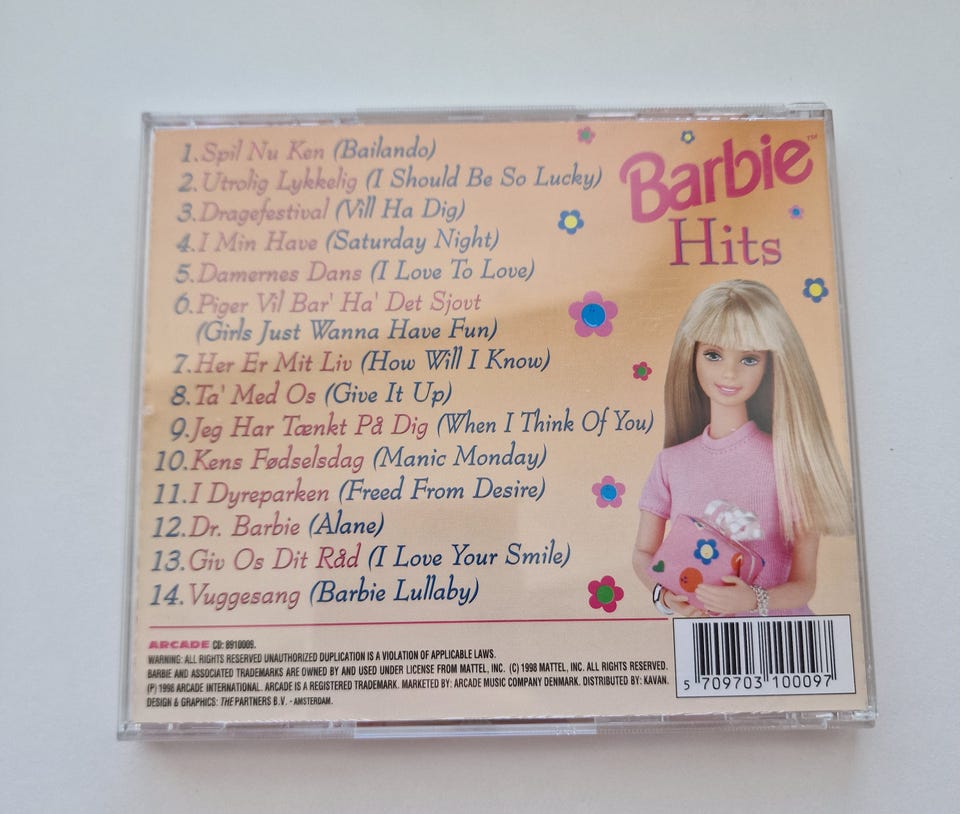 1. Spil Nu Ken (Bailando)
2. Utrolig Lykkelig (I Should Be So Lucky)
3. Dragefestival (Vill Ha Dig)
4. I Min Have (Saturday Night)
5. Damernes Dans (I Love To Love)
6. Piger Vil Bar' Ha' Det Sjovt
(Girls Just Wanna Have Fun)
7. Her Er Mit Liv (How Will I Know)
8. Ta' Med Os (Give It Up)
9. Jeg Har Tænkt På Dig (When I Think Of You)
10. Kens Fødselsdag (Manic Monday)
11. I Dyreparken (Freed From Desire)
12. Dr. Barbie (Alane)
13. Giv Os Dit Råd (I Love Your Smile)
14. Vuggesang (Barbie Lullaby)
Barbie™
Hits
ARCADE CD: 8910009.
WARNING: ALL RIGHTS RESERVED UNAUTHORIZED DUPLICATION IS A VIOLATION OF APPLICABLE LAWS.
BARBIE AND ASSOCIATED TRADEMARKS ARE OWNED BY AND USED UNDER LICENSE FROM MATTEL, INC. (C) 1998 MATTEL, INC. ALL RIGHTS RESERVED.
(P) 1998 ARCADE INTERNATIONAL. ARCADE IS A REGISTERED TRADEMARK. MARKETED BY: ARCADE MUSIC COMPANY DENMARK. DISTRIBUTED BY: KAVAN.
DESIGN & GRAPHICS: THE PARTNERS B.V. - AMSTERDAM.
5 709703 100097